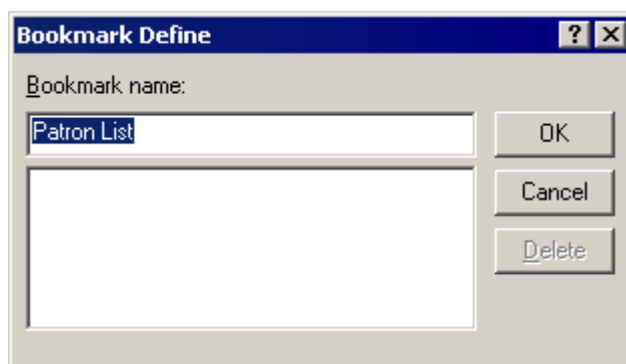 Bookmark Define
Bookmark name:
Patron List
OK
Cancel
Delete